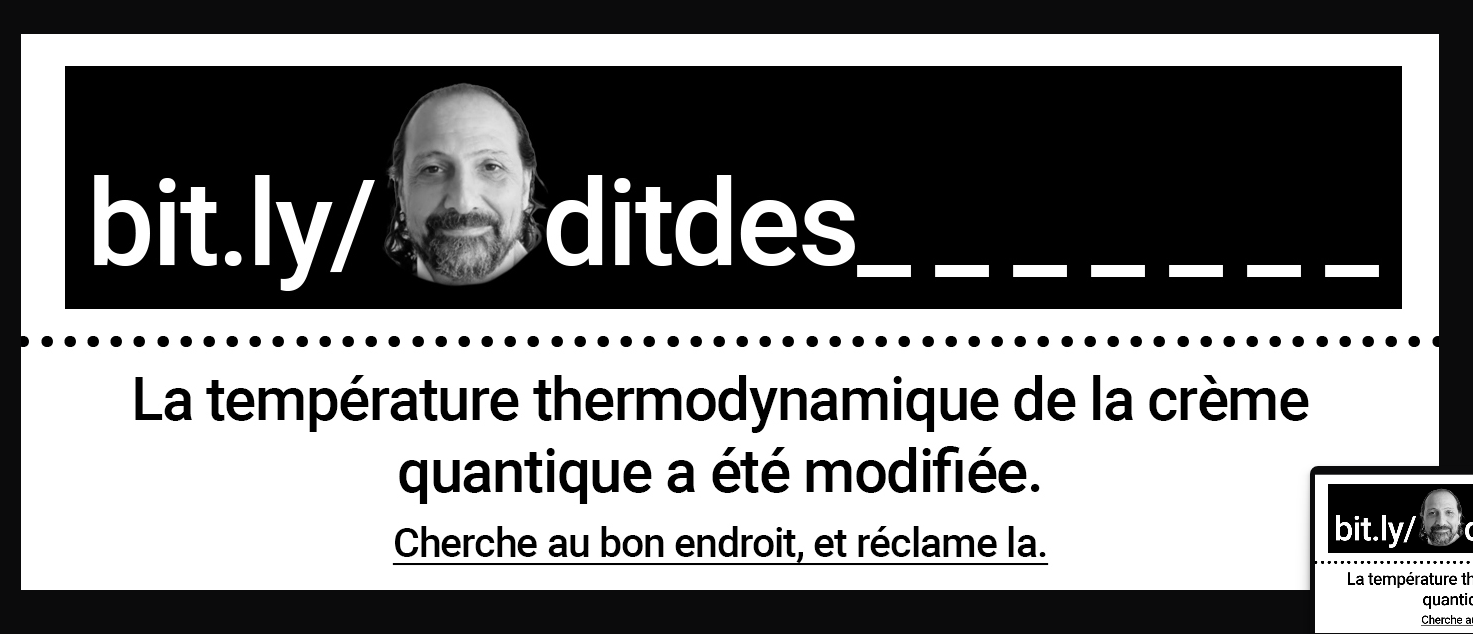 bit.ly/ditdes_ _ _ _ _ _ _
La température thermodynamique de la crème
quantique a été modifiée.
Cherche au bon endroit, et réclame la.
bit.ly/
La température th
quantiq
Cherche au